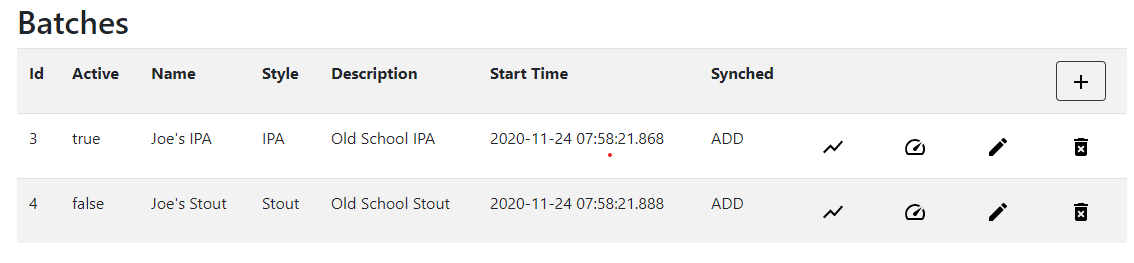 Batches
Id Active Name Style Description Start Time Synched
3 true Joe's IPA IPA Old School IPA 2020-11-24 07:58:21.868 ADD
4 false Joe's Stout Stout Old School Stout 2020-11-24 07:58:21.888 ADD